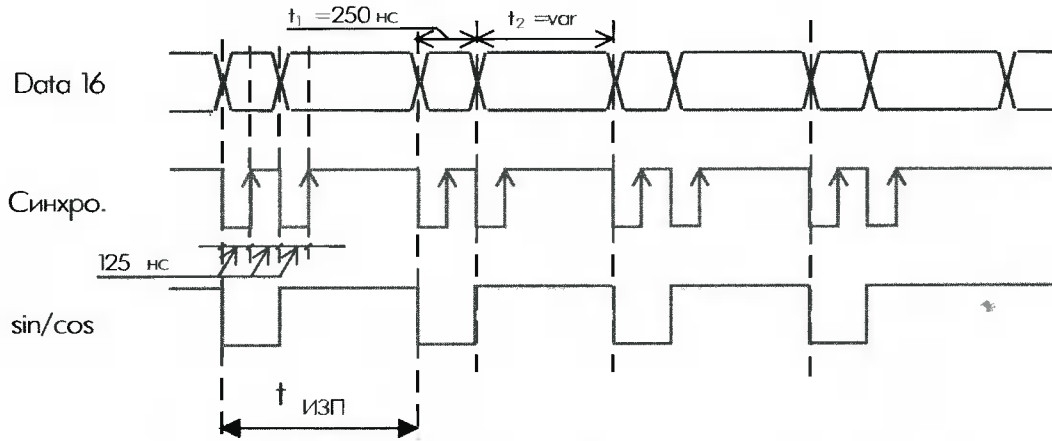 t₁ =250 нс
t₂ =var
Data 16
Синхро.
125 нс
sin/cos
t ИЗП